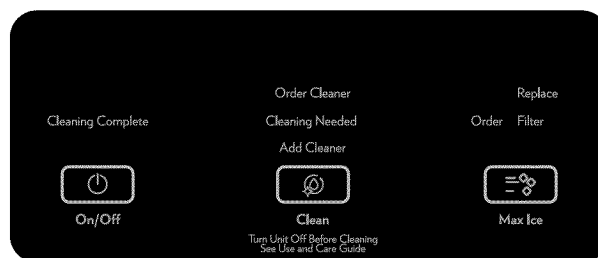 Order Cleaner
Replace
Cleaning Complete
Cleaning Needed
Order Filter
Add Cleaner
On/Off
Clean
Max Ice
Turn Unit Off Before Cleaning
See Use and Care Guide